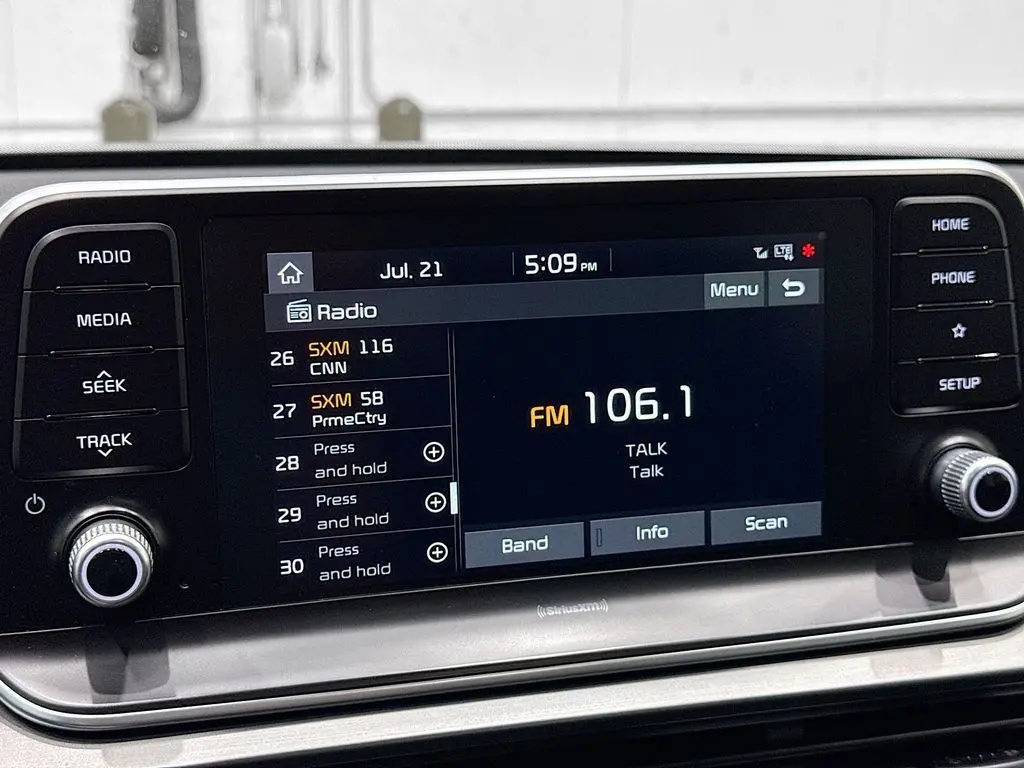 RADIO
MEDIA
SEEK
TRACK
Jul. 21
5:09 PM
LTE
Radio
Menu
26 SXM 116
CNN
27 SXM 58
PrmeCtry
28 Press
and hold
29 Press
and hold
30 Press
and hold
FM 106.1
TALK
Talk
Band
Info
Scan
HOME
PHONE
SETUP
((SiriusXM))